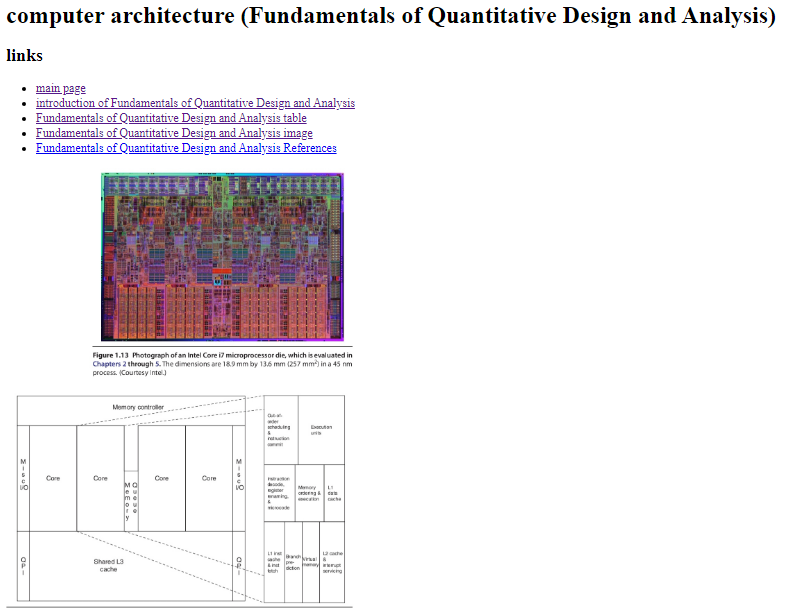 computer architecture (Fundamentals of Quantitative Design and Analysis)
links
main page
introduction of Fundamentals of Quantitative Design and Analysis
Fundamentals of Quantitative Design and Analysis table
Fundamentals of Quantitative Design and Analysis image
Fundamentals of Quantitative Design and Analysis References
Figure 1.13 Photograph of an Intel Core i7 microprocessor die, which is evaluated in
Chapters 2 through 5. The dimensions are 18.9 mm by 13.6 mm (257 mm²) in a 45 nm
process. (Courtesy Intel.)
Memory controller
Misc I/O
Core
Core
Memory
Queue
Core
Core
Misc I/O
QPI
Shared L3
cache
QPI
Out-of-
order
scheduling
&
instruction
commit
Execution
units
Instruction
decode,
register
renaming,
&
microcode
Memory
ordering &
execution
L1
data
cache
L1 inst
cache
& inst
fetch
Branch
pre-
diction
Virtual
memory
L2 cache
&
interrupt
servicing